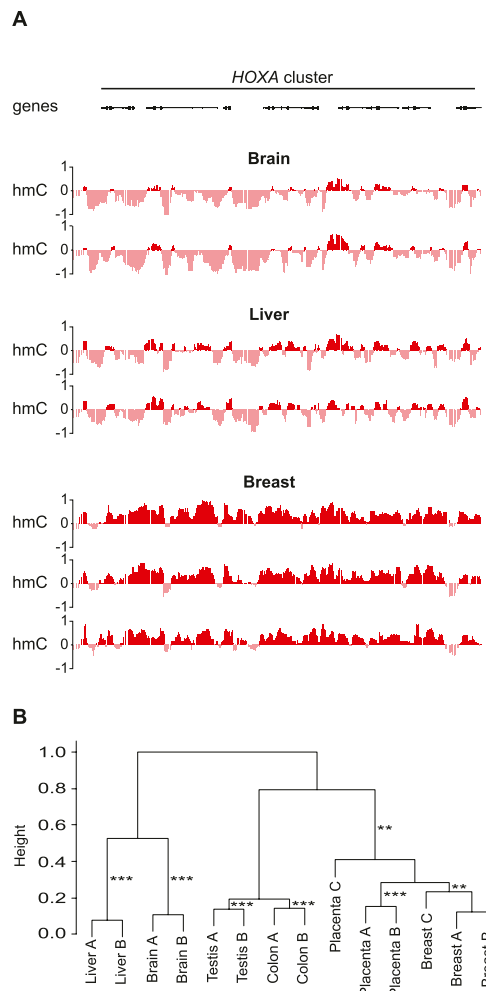 A
HOXA cluster
genes
Brain
1
hmC 0
-1
1
hmC 0
-1
Liver
1
hmC 0
-1
1
hmC 0
-1
Breast
1
hmC 0
-1
1
hmC 0
-1
1
hmC 0
-1
B
Height
1.0
0.8
0.6
0.4
0.2
0.0
**
*** *** *** *** *** **
Liver A
Liver B
Brain A
Brain B
Testis A
Testis B
Colon A
Colon B
Placenta C
Placenta A
Placenta B
Breast C
Breast A
Breast B